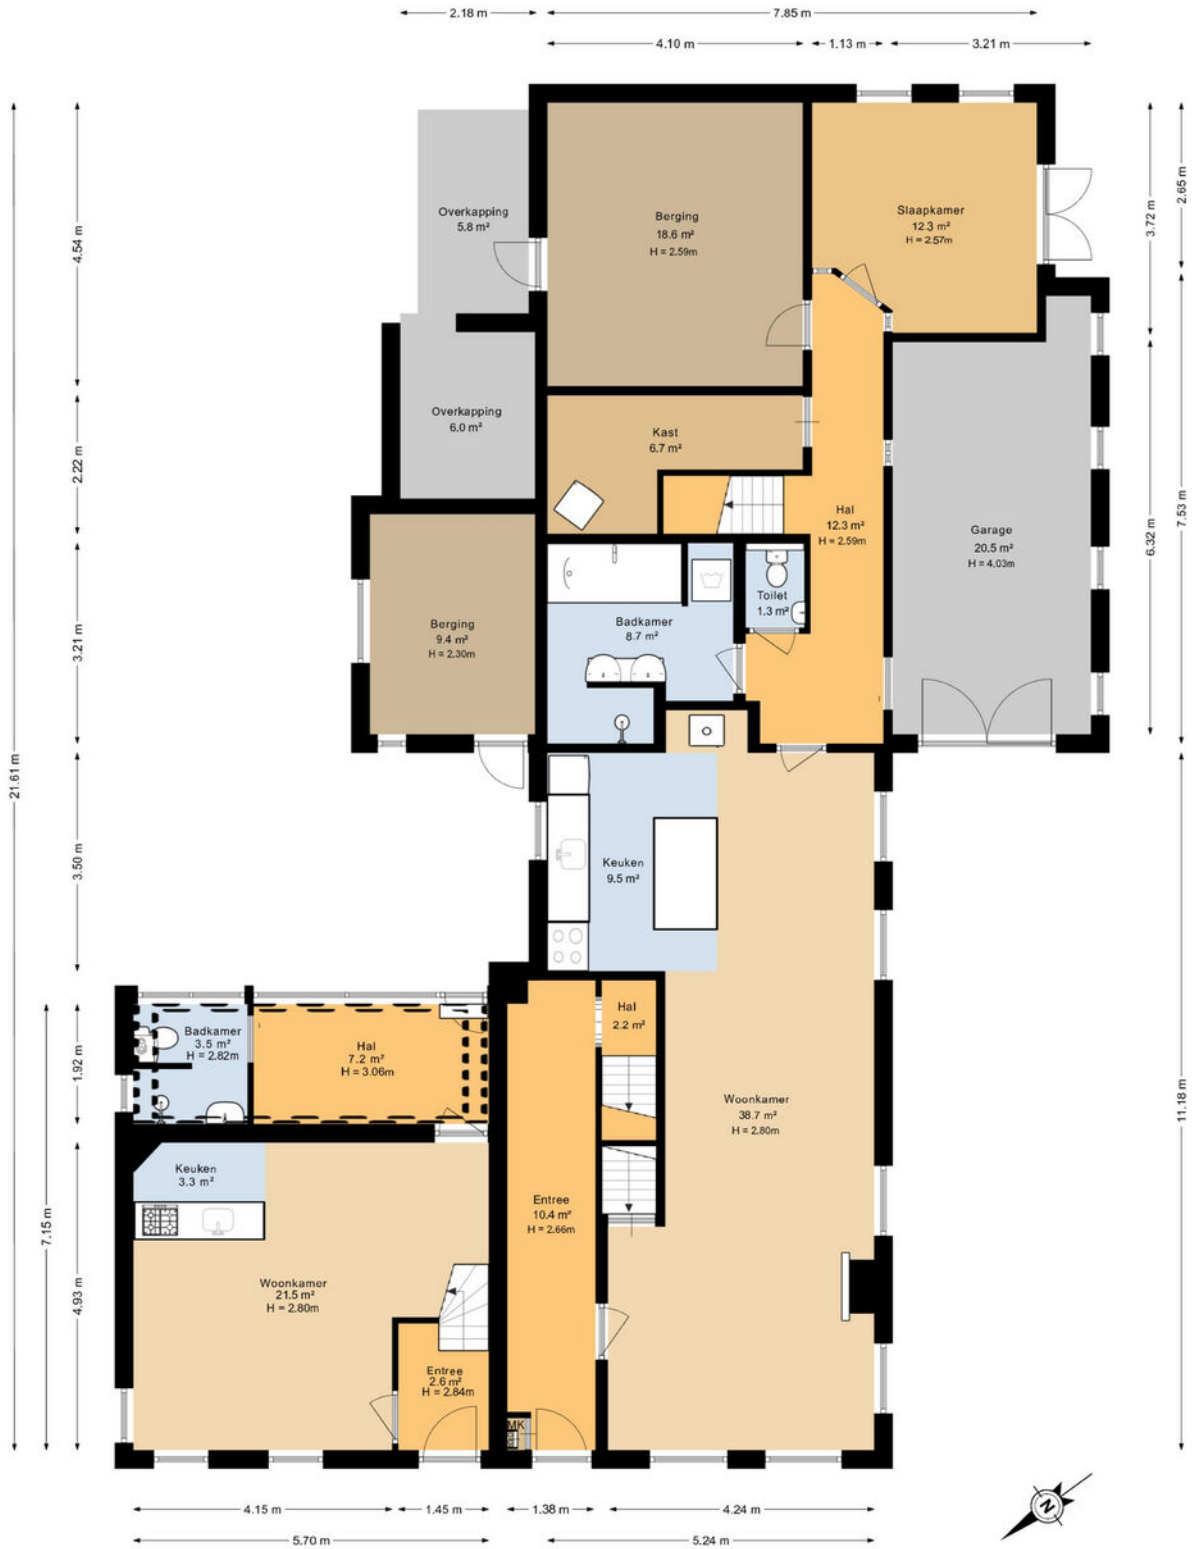 2.18 m
7.85 m
4.10 m
1.13 m
3.21 m
21.61 m
4.54 m
2.22 m
3.21 m
3.50 m
7.15 m
1.92 m
4.93 m
3.72 m
2.65 m
6.32 m
7.53 m
11.18 m
Overkapping
5.8 m²
Berging
18.6 m²
H = 2.59m
Slaapkamer
12.3 m²
H = 2.57m
Overkapping
6.0 m²
Kast
6.7 m²
Hal
12.3 m²
H = 2.59m
Garage
20.5 m²
H = 4.03m
Toilet
1.3 m²
Berging
9.4 m²
H = 2.30m
Badkamer
8.7 m²
Keuken
9.5 m²
Hal
2.2 m²
Badkamer
3.5 m²
H = 2.82m
Hal
7.2 m²
H = 3.06m
Woonkamer
38.7 m²
H = 2.80m
Keuken
3.3 m²
Entree
10.4 m²
H = 2.66m
Woonkamer
21.5 m²
H = 2.80m
Entree
2.6 m²
H = 2.84m
MK
4.15 m
1.45 m
1.38 m
4.24 m
5.70 m
5.24 m
N